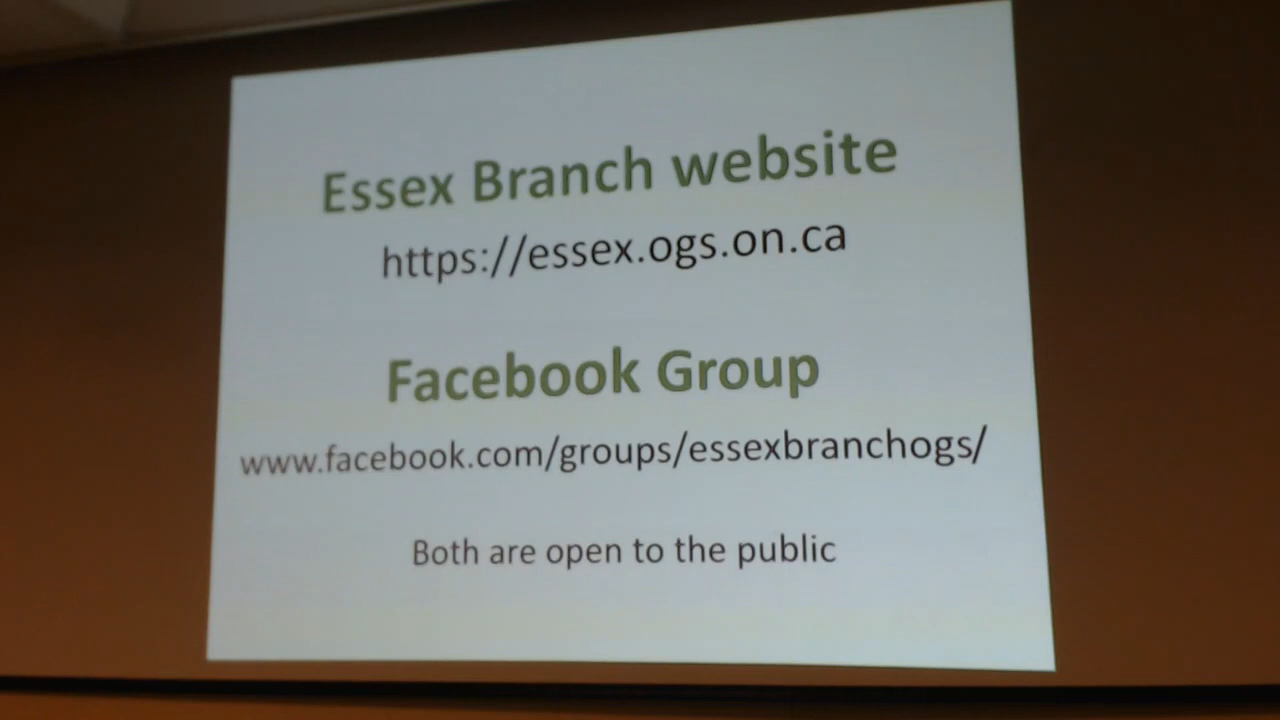 Essex Branch website
https://essex.ogs.on.ca
Facebook Group
www.facebook.com/groups/essexbranchogs/
Both are open to the public